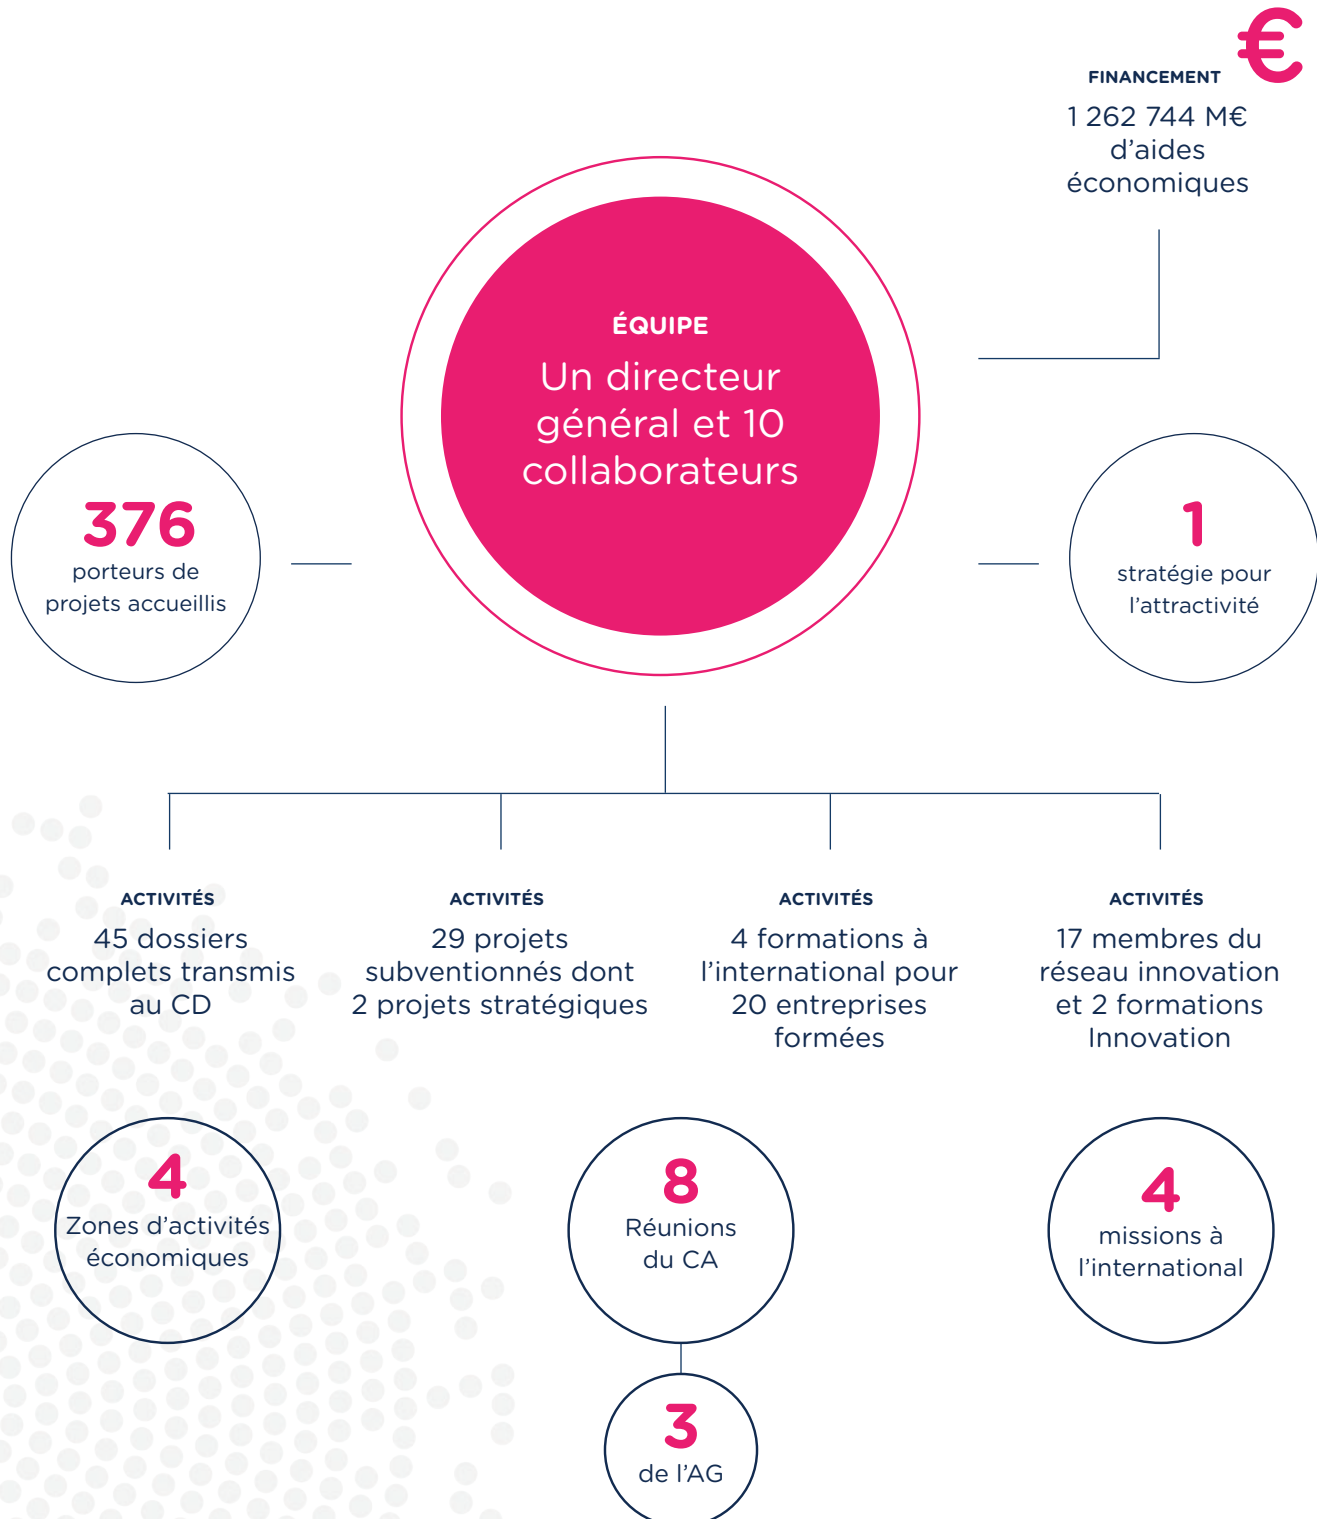 €
FINANCEMENT
1 262 744 M€
d’aides
économiques
ÉQUIPE
Un directeur
général et 10
collaborateurs
376
porteurs de
projets accueillis
1
stratégie pour
l’attractivité
ACTIVITÉS
45 dossiers
complets transmis
au CD
ACTIVITÉS
29 projets
subventionnés dont
2 projets stratégiques
ACTIVITÉS
4 formations à
l’international pour
20 entreprises
formées
ACTIVITÉS
17 membres du
réseau innovation
et 2 formations
Innovation
4
Zones d’activités
économiques
8
Réunions
du CA
3
de l’AG
4
missions à
l’international